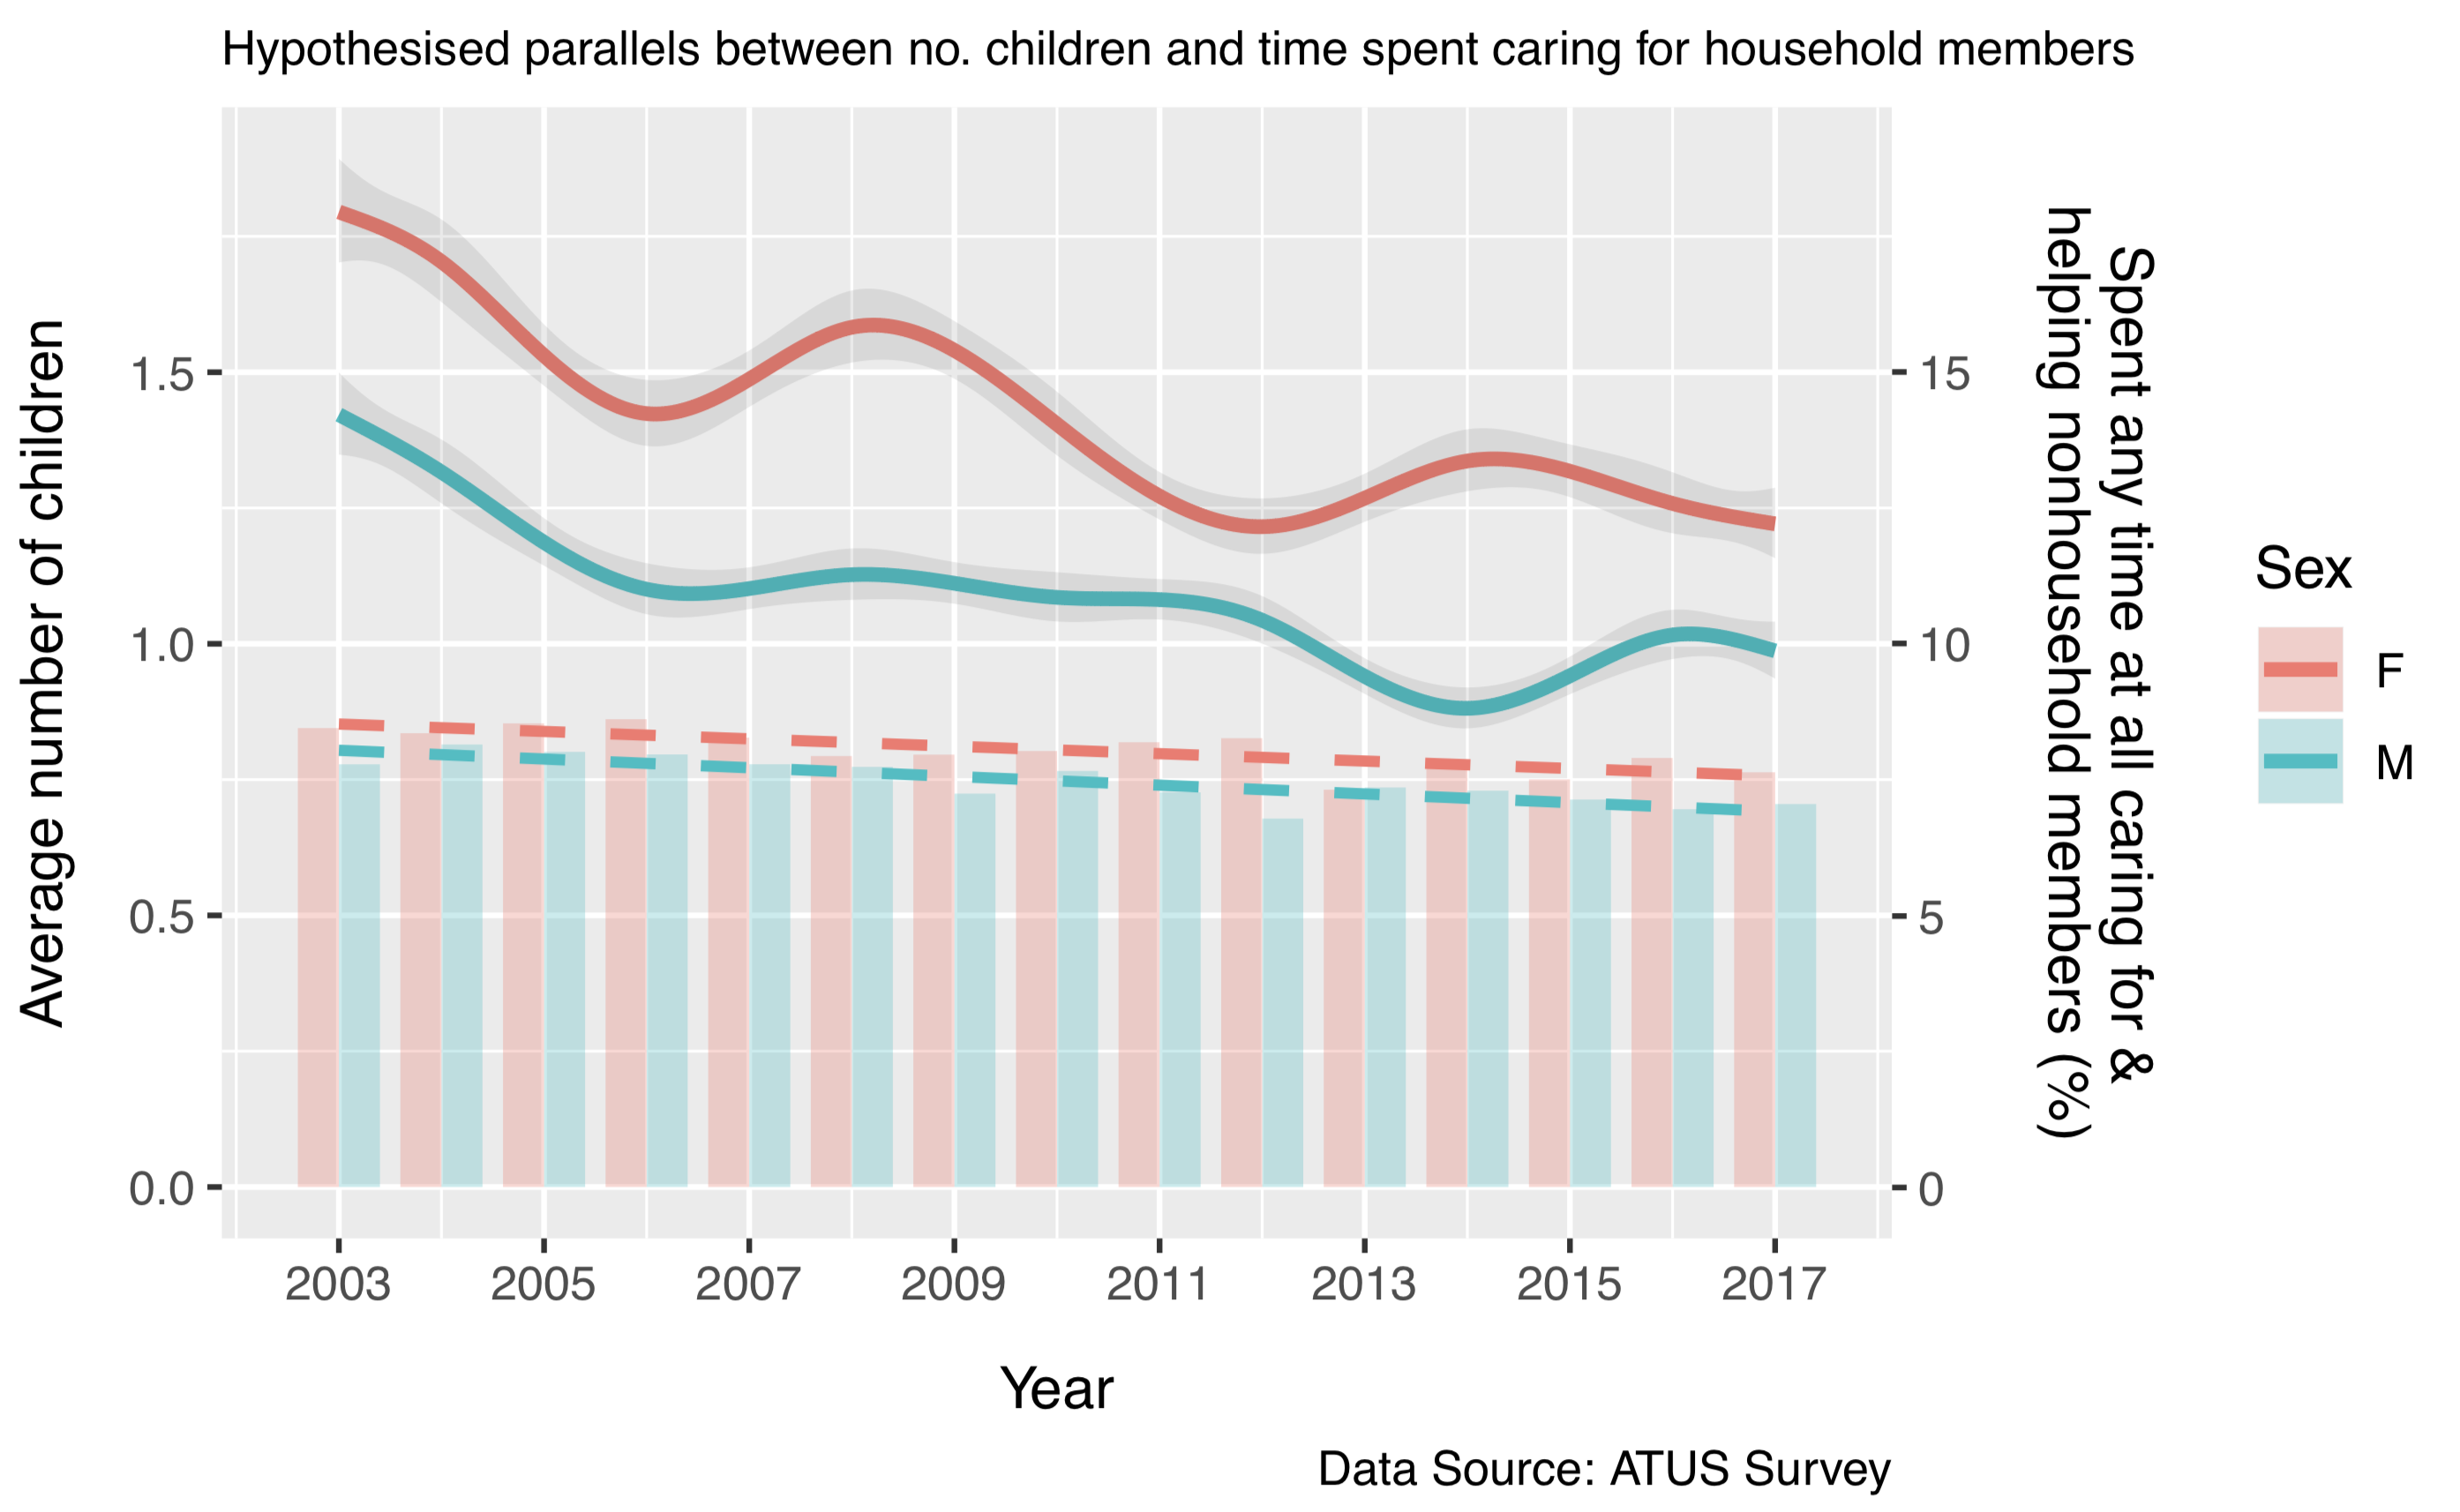 Hypothesised parallels between no. children and time spent caring for household members
Average number of children
1.5
1.0
0.5
0.0
15
10
5
0
Spent any time at all caring for &
helping nonhousehold members (%)
Sex
F
M
2003
2005
2007
2009
2011
2013
2015
2017
Year
Data Source: ATUS Survey